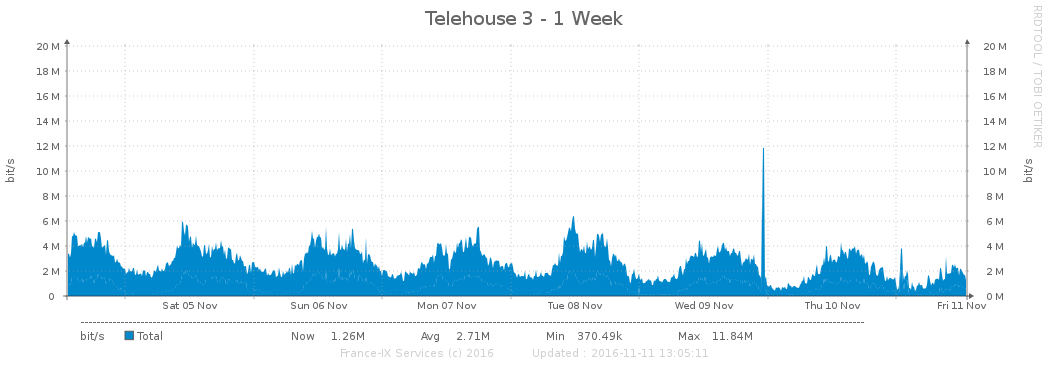 Telehouse 3 - 1 Week
RRDTOOL / TOBI OETIKER
bit/s
20 M
18 M
16 M
14 M
12 M
10 M
8 M
6 M
4 M
2 M
0
20 M
18 M
16 M
14 M
12 M
10 M
8 M
6 M
4 M
2 M
0 M
bit/s
Sat 05 Nov Sun 06 Nov Mon 07 Nov Tue 08 Nov Wed 09 Nov Thu 10 Nov Fri 11 Nov
bit/s Total Now 1.26M Avg 2.71M Min 370.49k Max 11.84M
France-IX Services (c) 2016 Updated : 2016-11-11 13:05:11